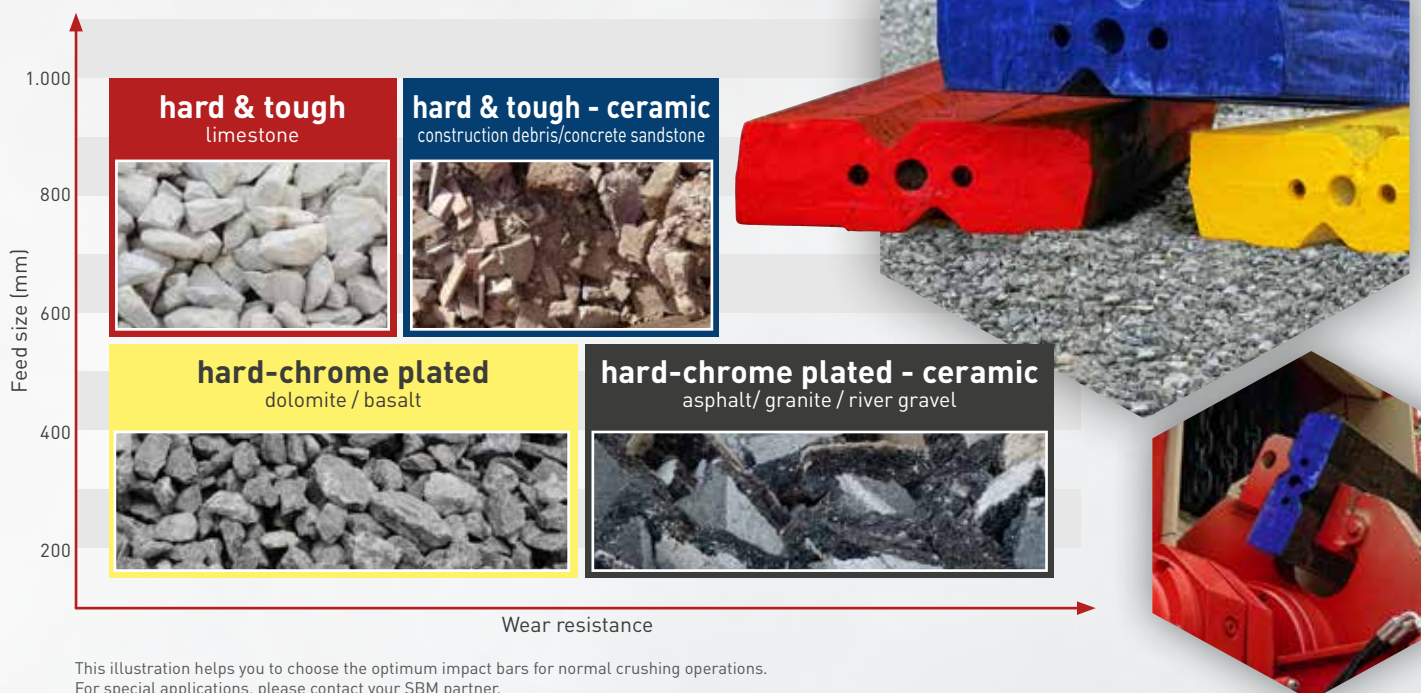 1.000
800
600
400
200
Feed size (mm)
hard & tough
limestone
hard & tough - ceramic
construction debris/concrete sandstone
hard-chrome plated
dolomite / basalt
hard-chrome plated - ceramic
asphalt/ granite / river gravel
Wear resistance
This illustration helps you to choose the optimum impact bars for normal crushing operations.
For special applications, please contact your SBM partner.